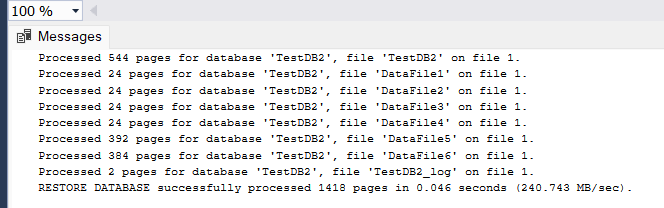 100 %
Messages
Processed 544 pages for database 'TestDB2', file 'TestDB2' on file 1.
Processed 24 pages for database 'TestDB2', file 'DataFile1' on file 1.
Processed 24 pages for database 'TestDB2', file 'DataFile2' on file 1.
Processed 24 pages for database 'TestDB2', file 'DataFile3' on file 1.
Processed 24 pages for database 'TestDB2', file 'DataFile4' on file 1.
Processed 392 pages for database 'TestDB2', file 'DataFile5' on file 1.
Processed 384 pages for database 'TestDB2', file 'DataFile6' on file 1.
Processed 2 pages for database 'TestDB2', file 'TestDB2_log' on file 1.
RESTORE DATABASE successfully processed 1418 pages in 0.046 seconds (240.743 MB/sec).